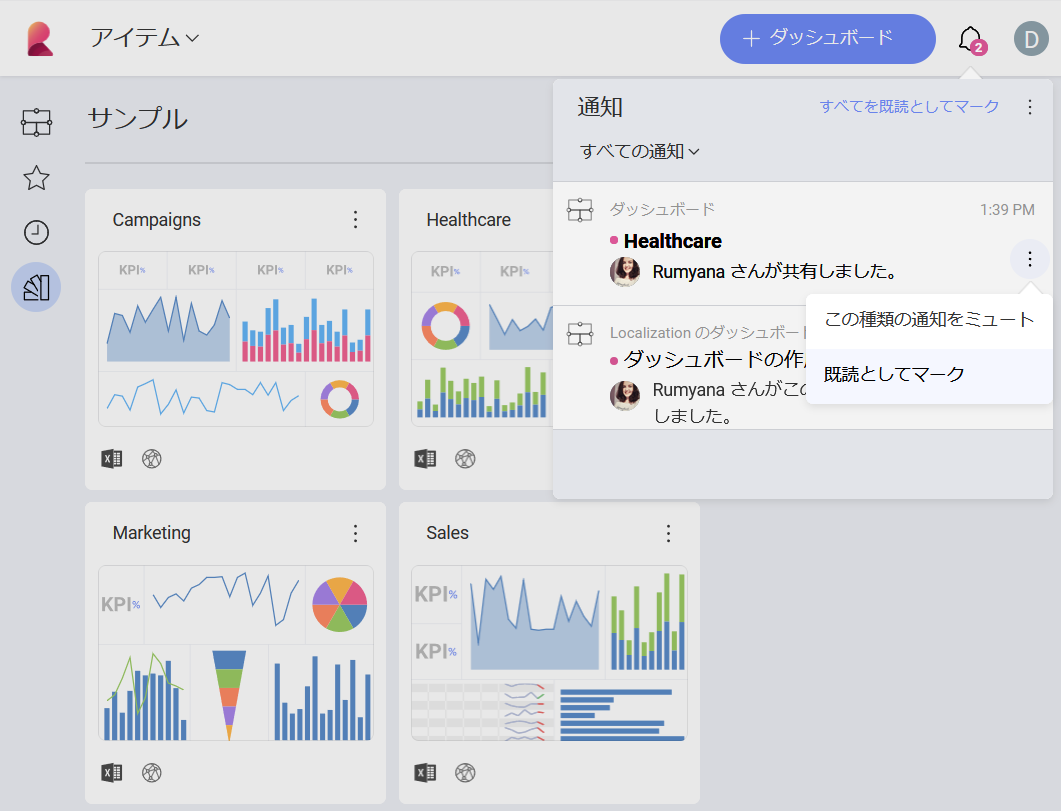 アイテム
＋ ダッシュボード
2
D
サンプル
通知
すべてを既読としてマーク
すべての通知
ダッシュボード
1:39 PM
Healthcare
Rumyana さんが共有しました。
この種類の通知をミュート
既読としてマーク
Localization のダッシュボー
ダッシュボードの作
Rumyana さんがこ
しました。
Campaigns
KPI% KPI% KPI% KPI%
Healthcare
KPI% KPI%
Marketing
KPI%
Sales
KPI%
KPI%